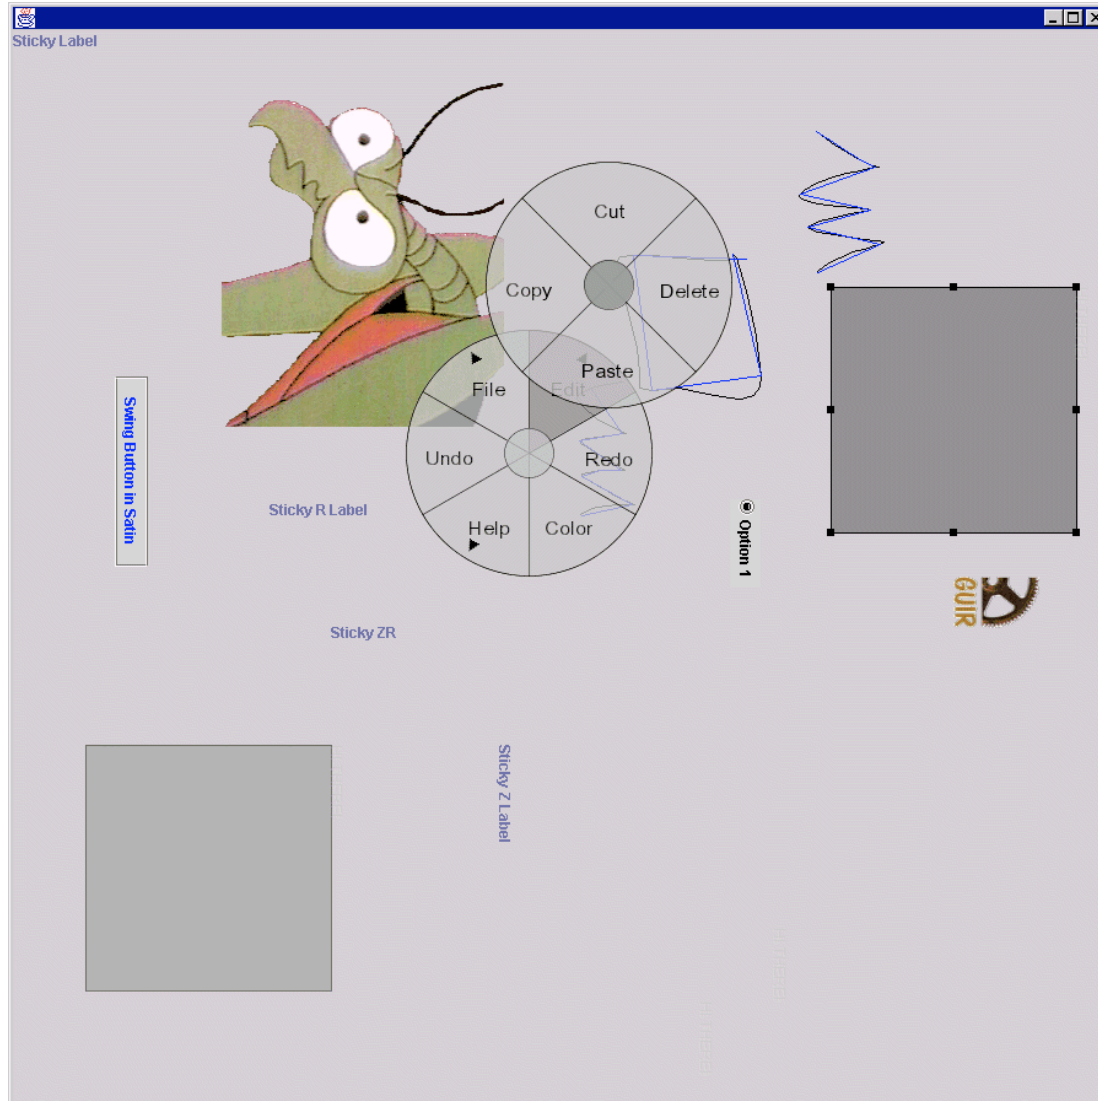 Sticky Label
Cut
Copy
Delete
Paste
File
Edit
Undo
Redo
Help
Color
Swing Button in Satin
Sticky R Label
Option 1
GUIR
Sticky ZR
Sticky Z Label